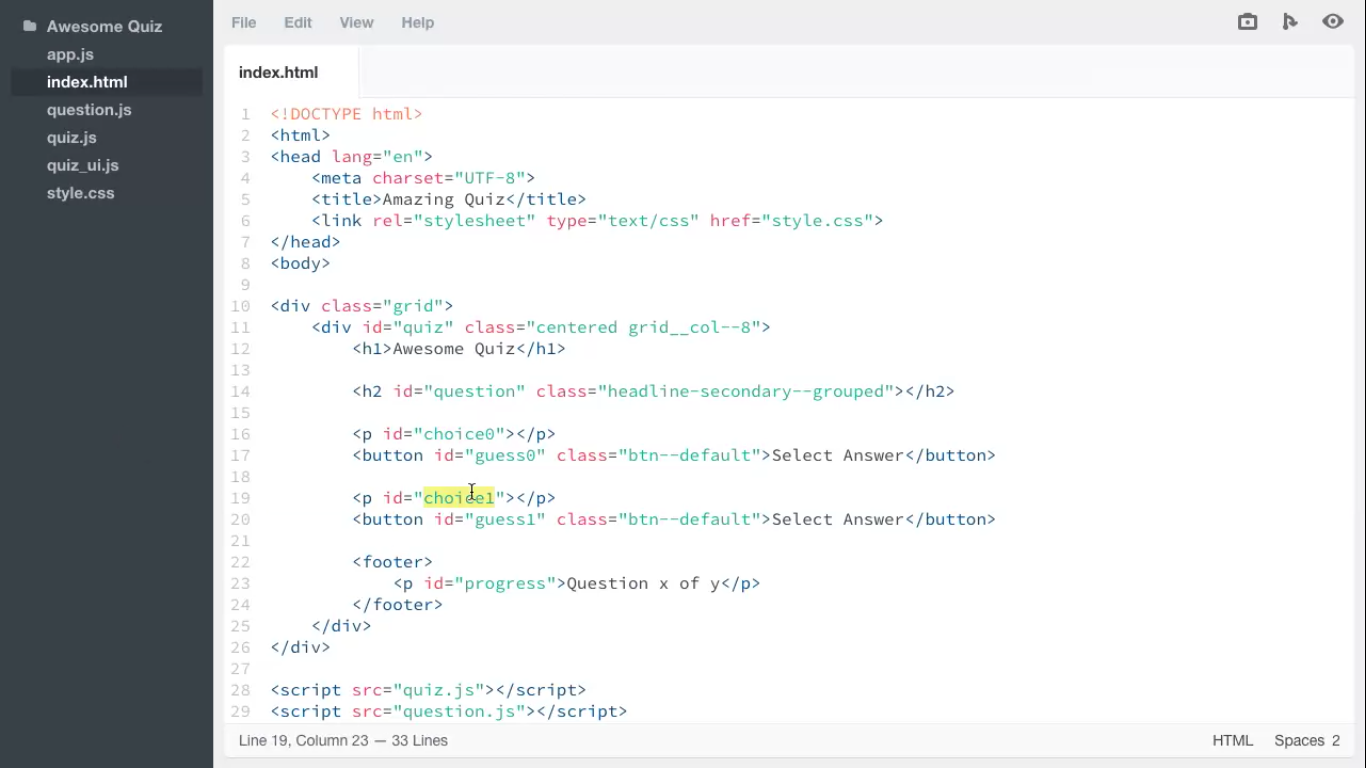 Awesome Quiz
app.js
index.html
question.js
quiz.js
quiz_ui.js
style.css
File Edit View Help
index.html
1 <!DOCTYPE html>
2 <html>
3 <head lang="en">
4 <meta charset="UTF-8">
5 <title>Amazing Quiz</title>
6 <link rel="stylesheet" type="text/css" href="style.css">
7 </head>
8 <body>
9
10 <div class="grid">
11 <div id="quiz" class="centered grid__col--8">
12 <h1>Awesome Quiz</h1>
13
14 <h2 id="question" class="headline-secondary--grouped"></h2>
15
16 <p id="choice0"></p>
17 <button id="guess0" class="btn--default">Select Answer</button>
18
19 <p id="choice1"></p>
20 <button id="guess1" class="btn--default">Select Answer</button>
21
22 <footer>
23 <p id="progress">Question x of y</p>
24 </footer>
25 </div>
26 </div>
27
28 <script src="quiz.js"></script>
29 <script src="question.js"></script>
Line 19, Column 23 — 33 Lines HTML Spaces 2